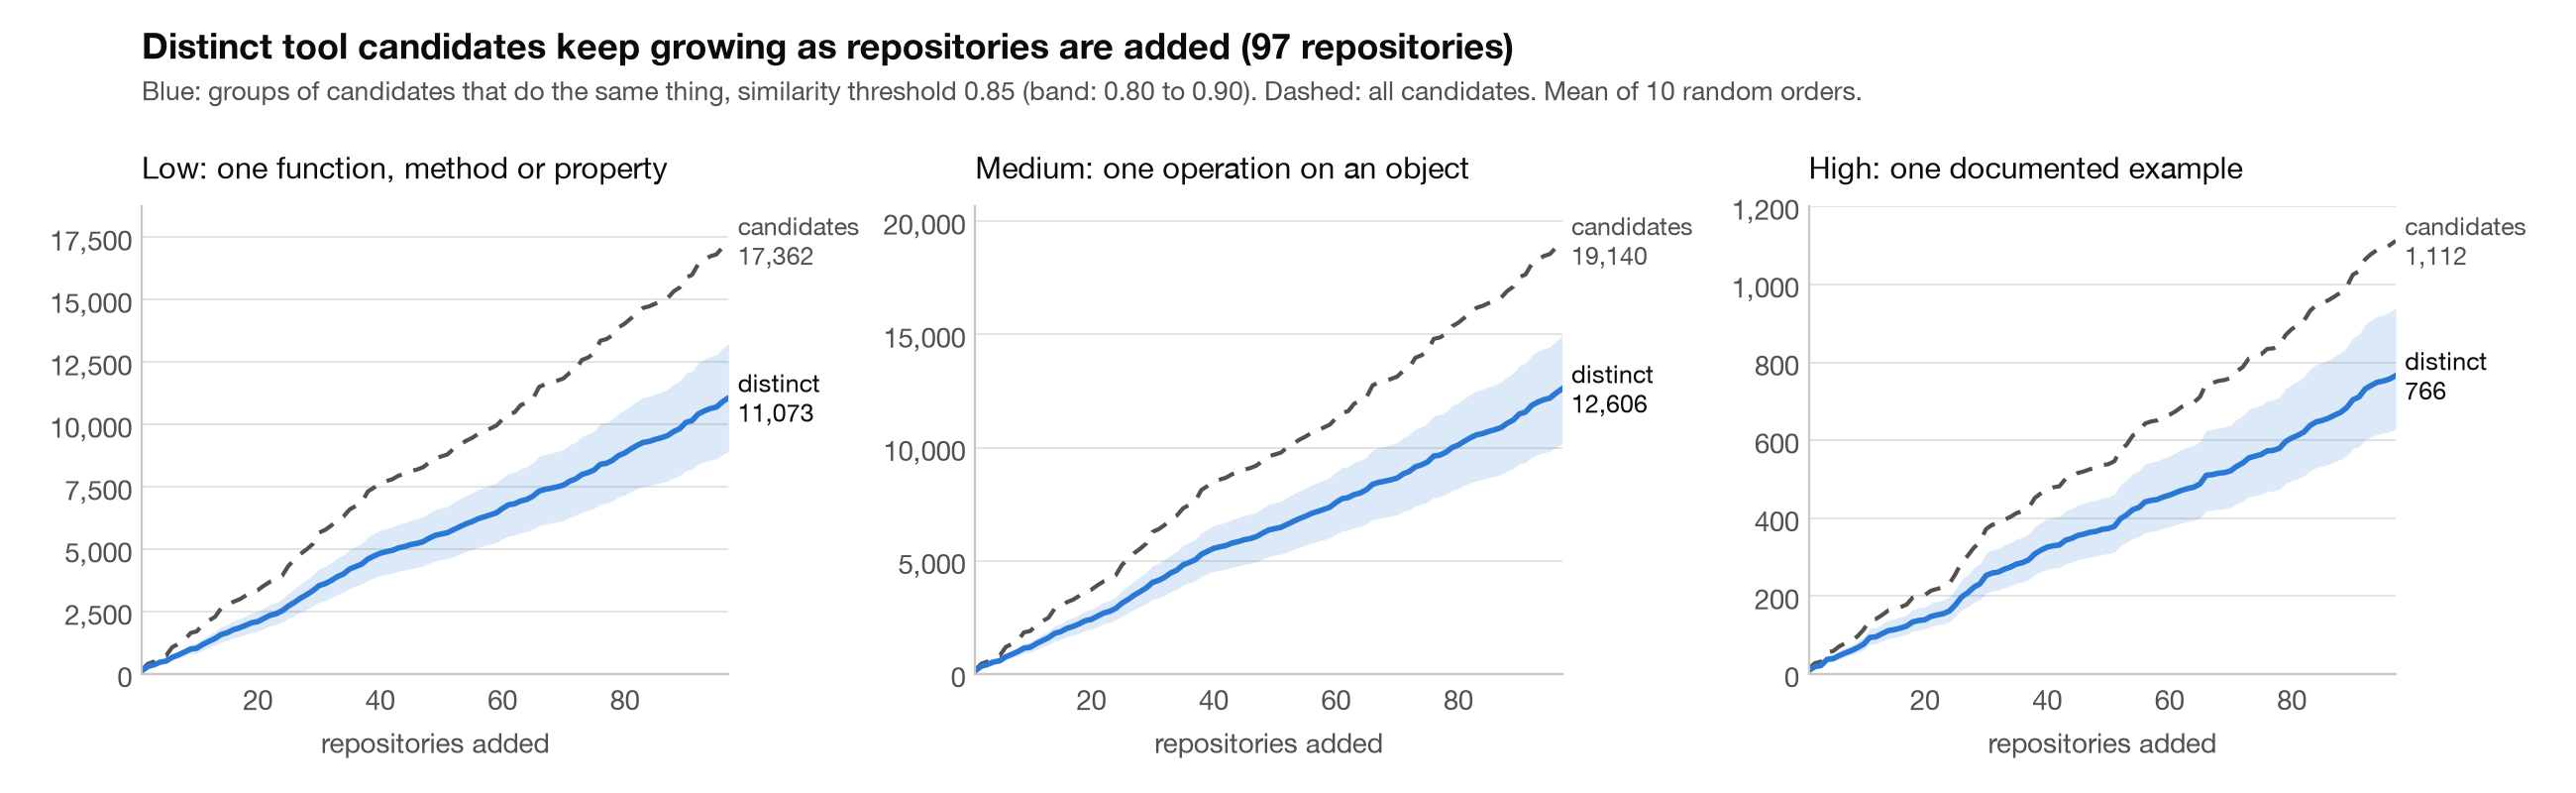 Distinct tool candidates keep growing as repositories are added (97 repositories)
Blue: groups of candidates that do the same thing, similarity threshold 0.85 (band: 0.80 to 0.90). Dashed: all candidates. Mean of 10 random orders.
Low: one function, method or property
17,500
15,000
12,500
10,000
7,500
5,000
2,500
0
candidates
17,362
distinct
11,073
20
40
60
80
repositories added
Medium: one operation on an object
20,000
15,000
10,000
5,000
0
candidates
19,140
distinct
12,606
20
40
60
80
repositories added
High: one documented example
1,200
1,000
800
600
400
200
0
candidates
1,112
distinct
766
20
40
60
80
repositories added